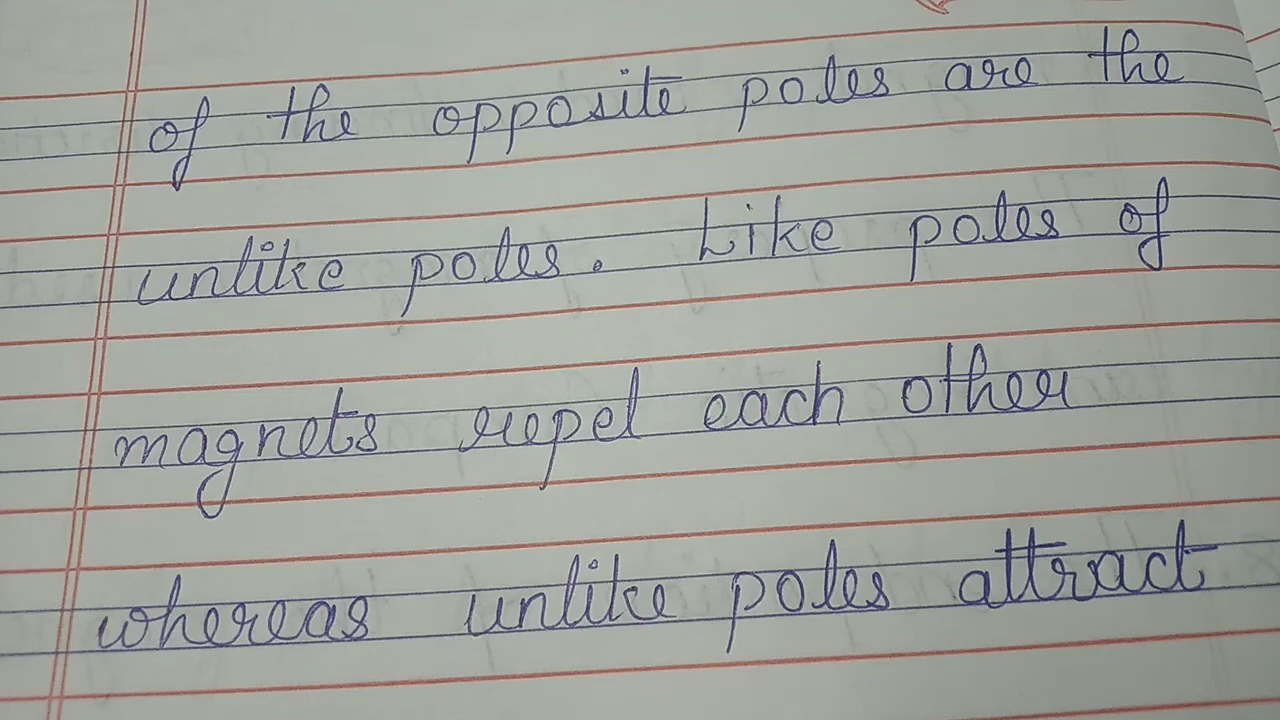 of the opposite poles are the
unlike poles. Like poles of
magnets repel each other
whereas unlike poles attract